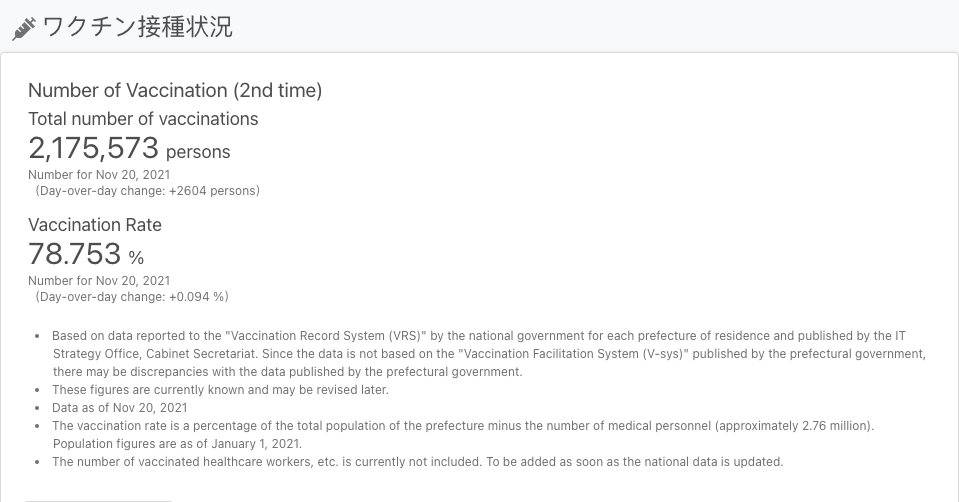 ワクチン接種状況
Number of Vaccination (2nd time)
Total number of vaccinations
2,175,573 persons
Number for Nov 20, 2021
(Day-over-day change: +2604 persons)
Vaccination Rate
78.753 %
Number for Nov 20, 2021
(Day-over-day change: +0.094 %)
• Based on data reported to the "Vaccination Record System (VRS)" by the national government for each prefecture of residence and published by the IT
Strategy Office, Cabinet Secretariat. Since the data is not based on the "Vaccination Facilitation System (V-sys)" published by the prefectural government,
there may be discrepancies with the data published by the prefectural government.
• These figures are currently known and may be revised later.
• Data as of Nov 20, 2021
• The vaccination rate is a percentage of the total population of the prefecture minus the number of medical personnel (approximately 2.76 million).
Population figures are as of January 1, 2021.
• The number of vaccinated healthcare workers, etc. is currently not included. To be added as soon as the national data is updated.